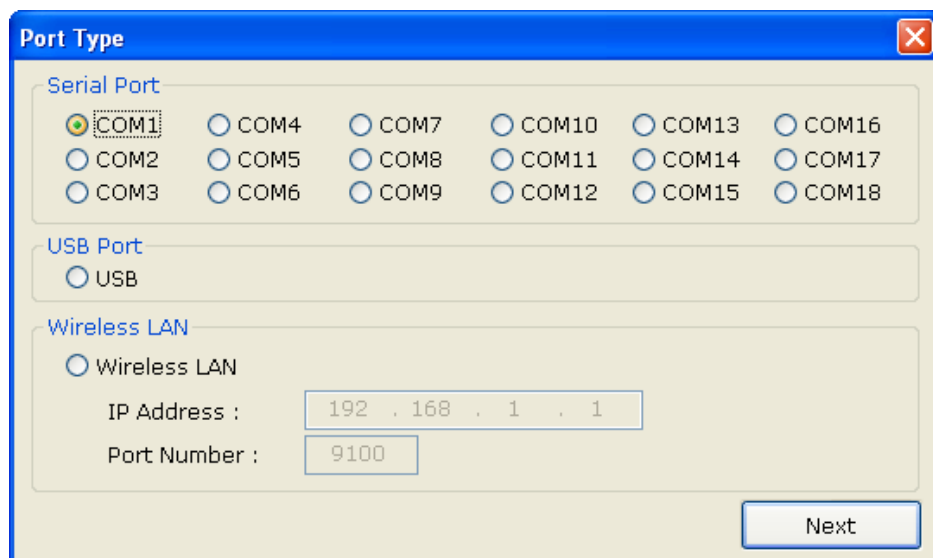 Port Type
Serial Port
COM1 COM4 COM7 COM10 COM13 COM16
COM2 COM5 COM8 COM11 COM14 COM17
COM3 COM6 COM9 COM12 COM15 COM18
USB Port
USB
Wireless LAN
Wireless LAN
IP Address : 192 . 168 . 1 . 1
Port Number : 9100
Next